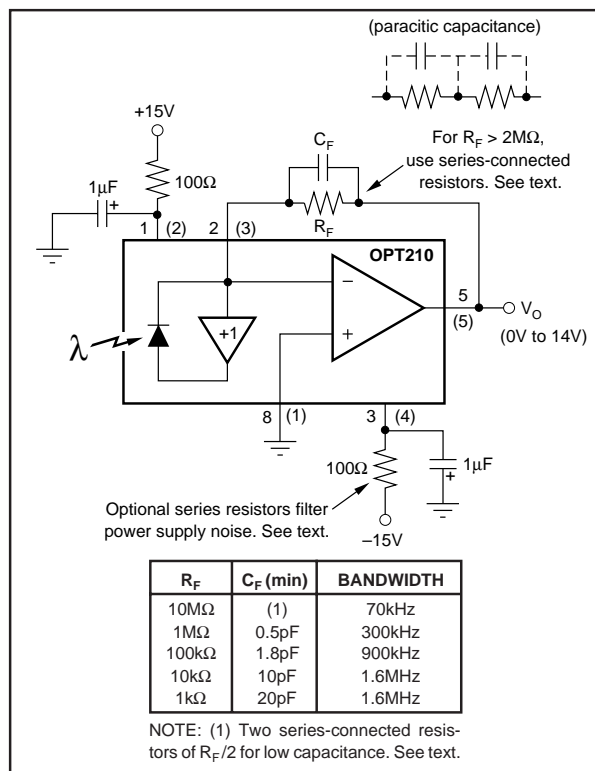 (paracitic capacitance)
+15V
100Ω
1µF
+
C_F
R_F
For R_F > 2MΩ,
use series-connected
resistors. See text.
1 (2) 2 (3)
OPT210
+1
–
+
λ
5
(5)
V_O
(0V to 14V)
8 (1) 3 (4)
100Ω
1µF
+
Optional series resistors filter
power supply noise. See text.
–15V
R_F C_F (min) BANDWIDTH
10MΩ (1) 70kHz
1MΩ 0.5pF 300kHz
100kΩ 1.8pF 900kHz
10kΩ 10pF 1.6MHz
1kΩ 20pF 1.6MHz
NOTE: (1) Two series-connected resis-
tors of R_F/2 for low capacitance. See text.